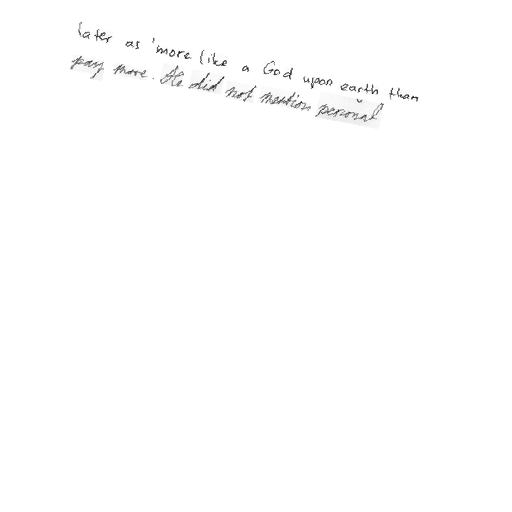 later as 'more like a God upon earth than
pay more. He did not mention personal